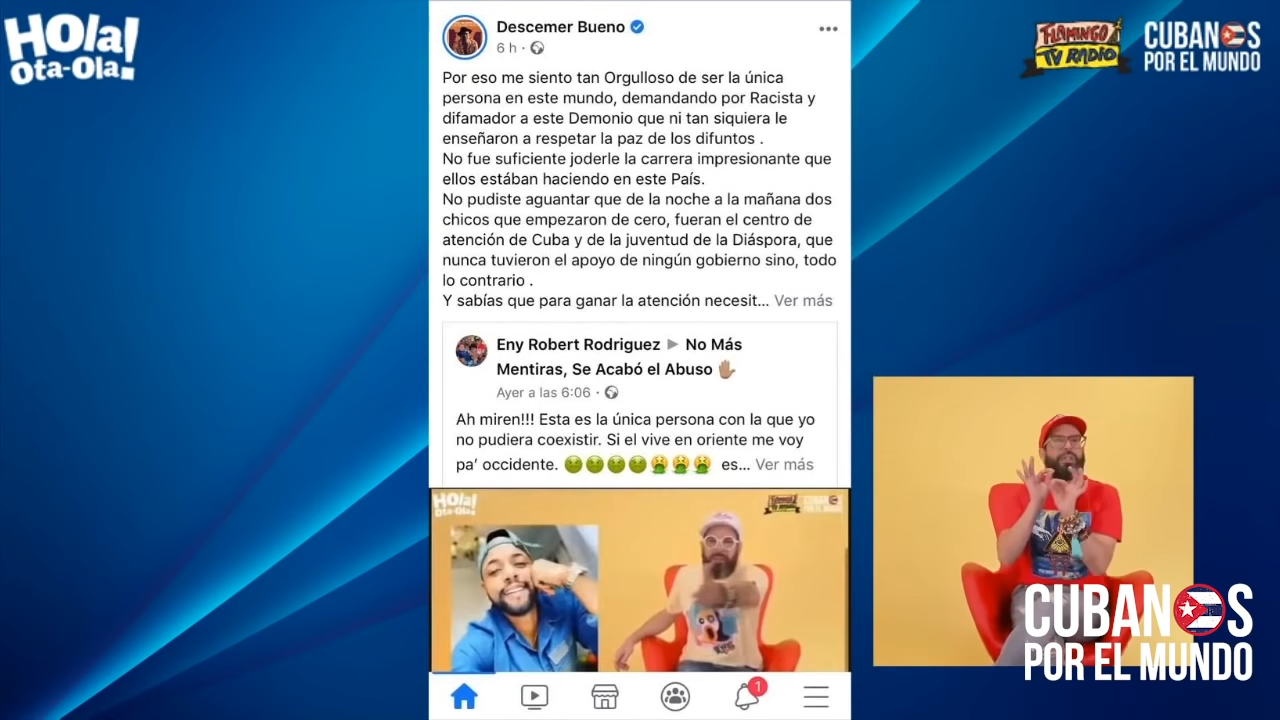 HOla!
Ota-Ola!
FLAMINGO
TV RADIO
CUBANOS
POR EL MUNDO
Descemer Bueno
6 h ·
Por eso me siento tan Orgulloso de ser la única
persona en este mundo, demandando por Racista y
difamador a este Demonio que ni tan siquiera le
enseñaron a respetar la paz de los difuntos .
No fue suficiente joderle la carrera impresionante que
ellos estában haciendo en este País.
No pudiste aguantar que de la noche a la mañana dos
chicos que empezaron de cero, fueran el centro de
atención de Cuba y de la juventud de la Diáspora, que
nunca tuvieron el apoyo de ningún gobierno sino, todo
lo contrario .
Y sabías que para ganar la atención necesit... Ver más
Eny Robert Rodriguez ▶ No Más
Mentiras, Se Acabó el Abuso ✋🏽
Ayer a las 6:06 ·
Ah miren!!! Esta es la única persona con la que yo
no pudiera coexistir. Si el vive en oriente me voy
pa’ occidente. 🤢🤢🤢🤢🤮🤮🤮 es... Ver más
HOla!
Ota-Ola!
CUBANOS
POR EL MUNDO
1
CUBANOS
POR EL MUNDO